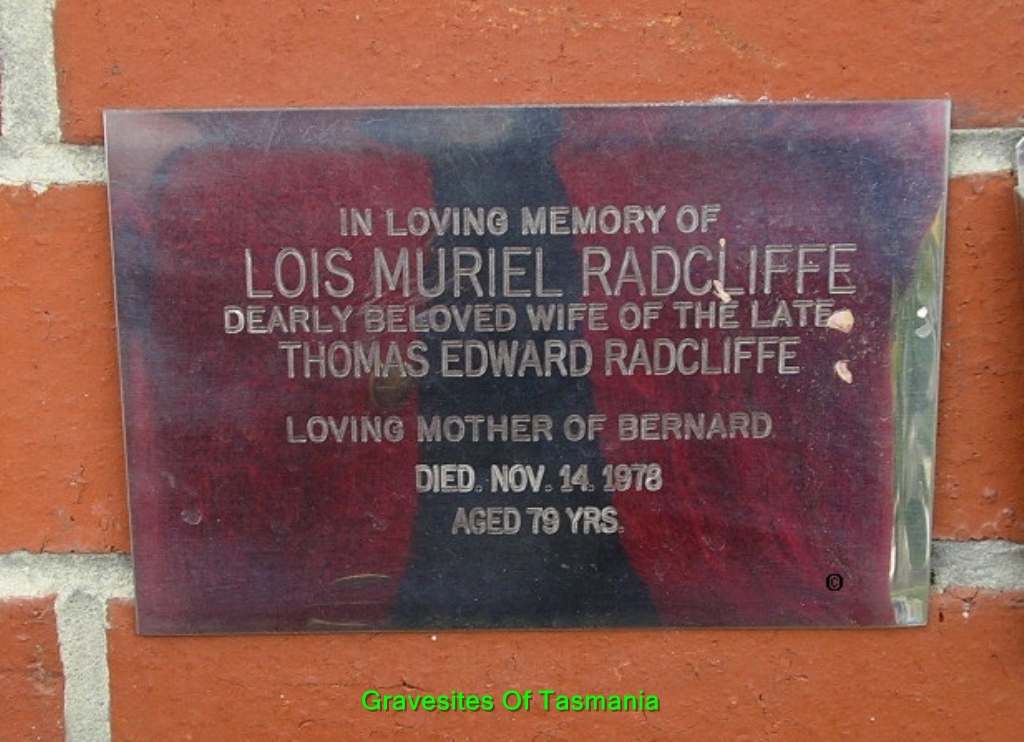 IN LOVING MEMORY OF
LOIS MURIEL RADCLIFFE
DEARLY BELOVED WIFE OF THE LATE
THOMAS EDWARD RADCLIFFE
LOVING MOTHER OF BERNARD
DIED. NOV. 14. 1978
AGED 79 YRS.
©
Gravesites Of Tasmania